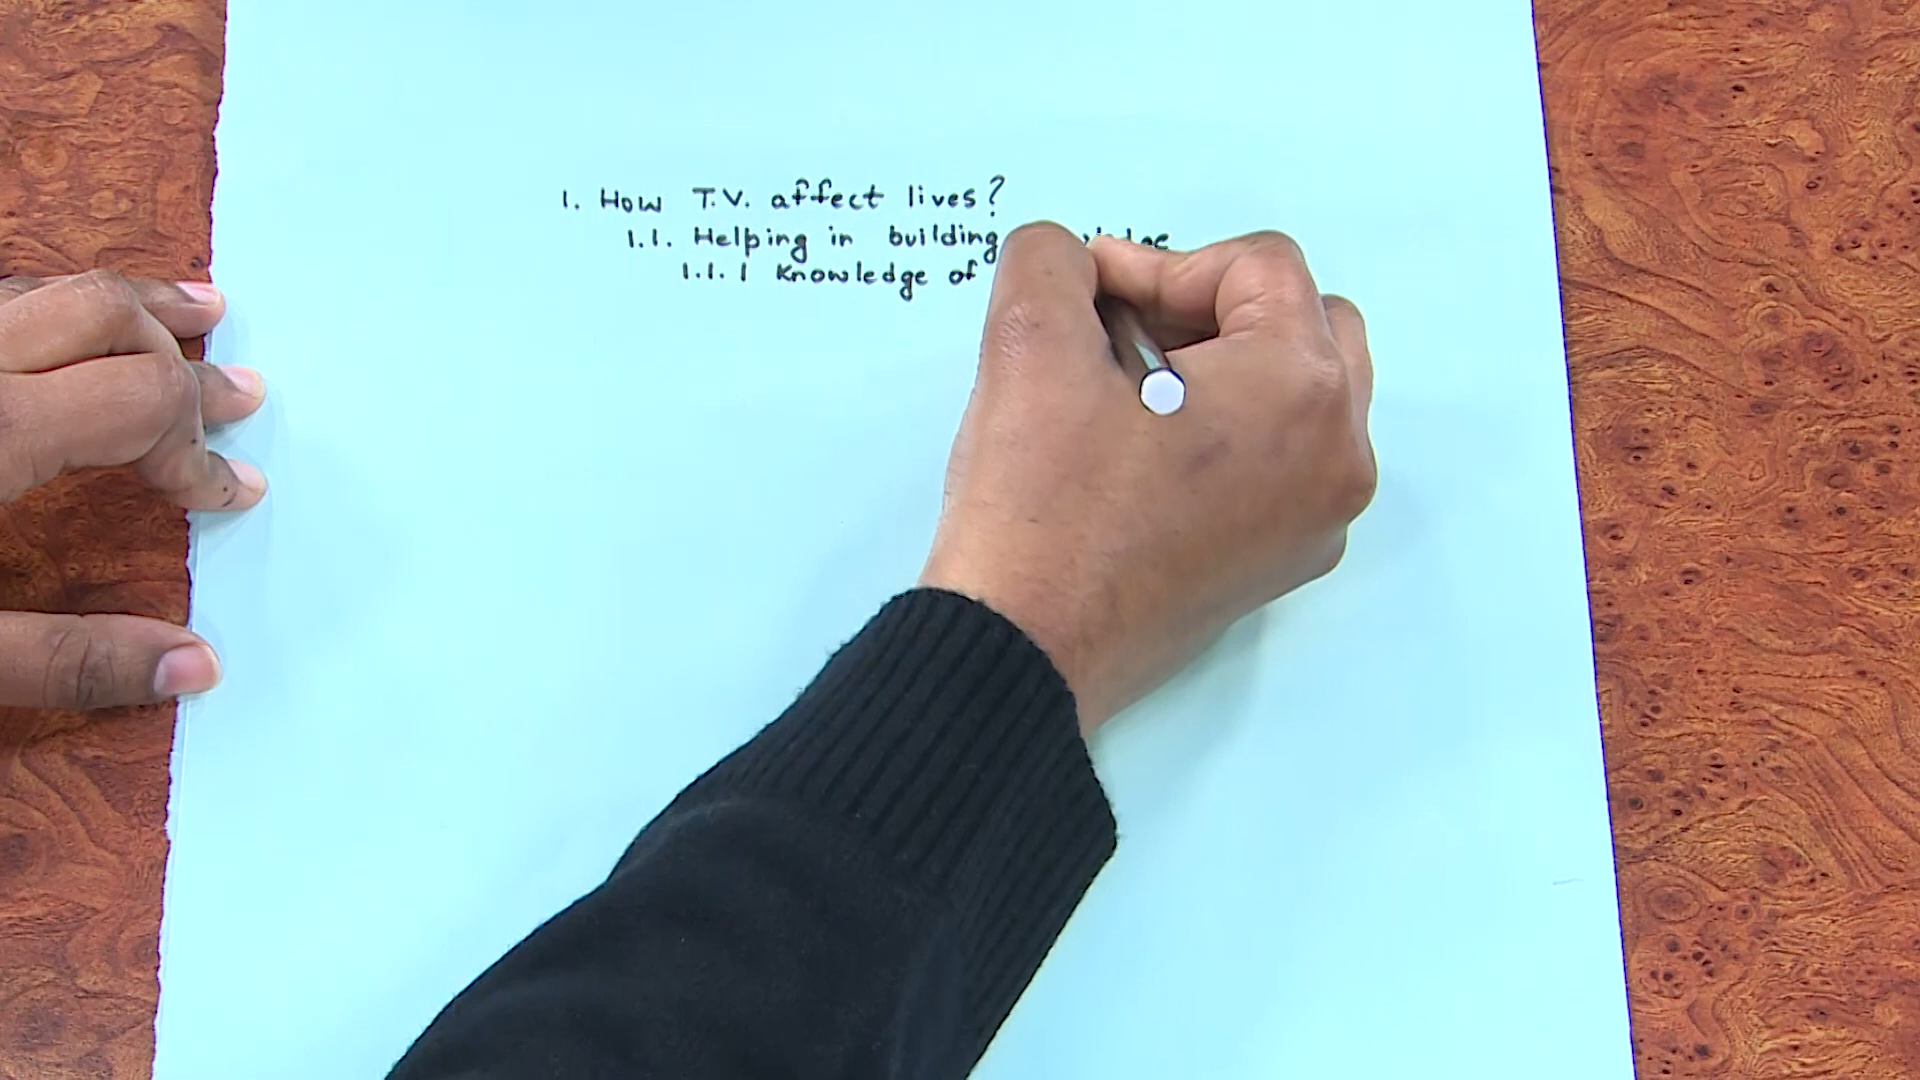 1. How T.V. affect lives?
1.1. Helping in building
1.1.1 Knowledge of